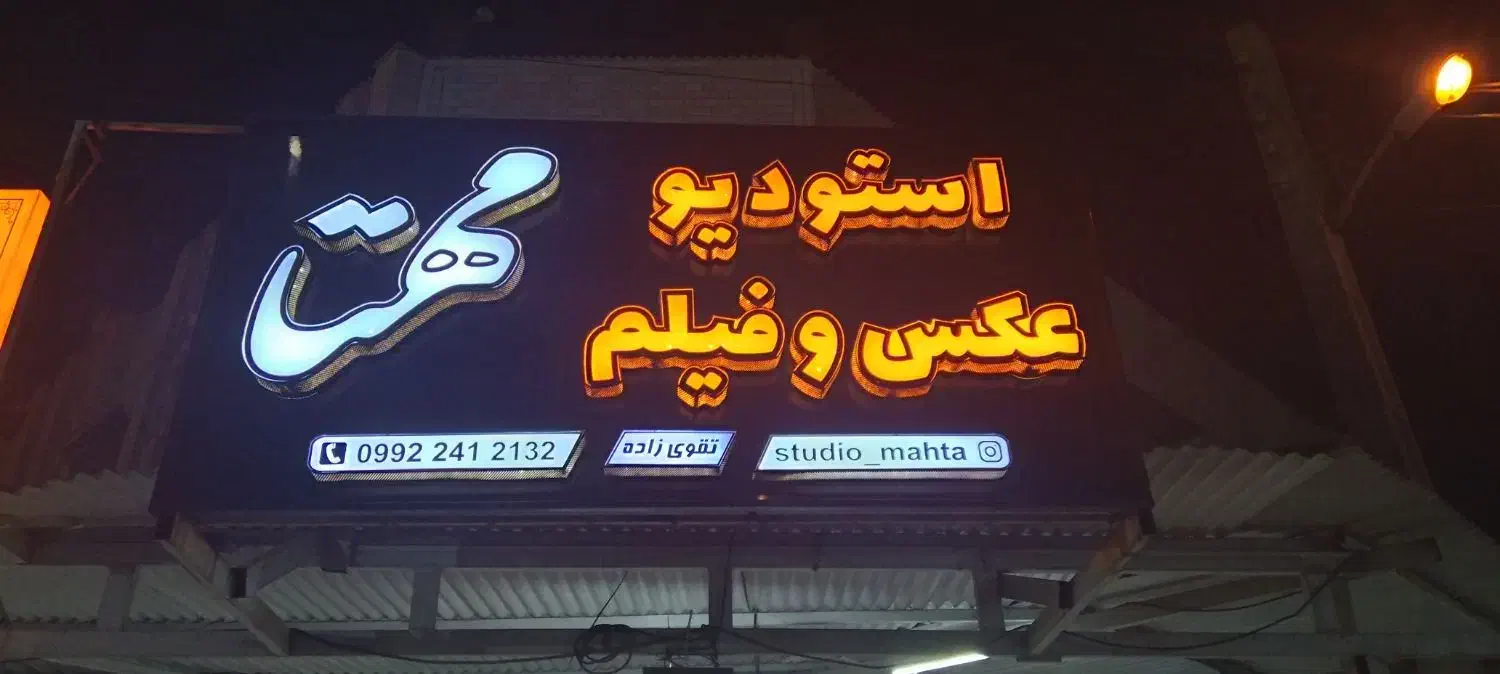 استودیو
عکس و فیلم
مهتا
studio_mahta
تقوی زاده
0992 241 2132